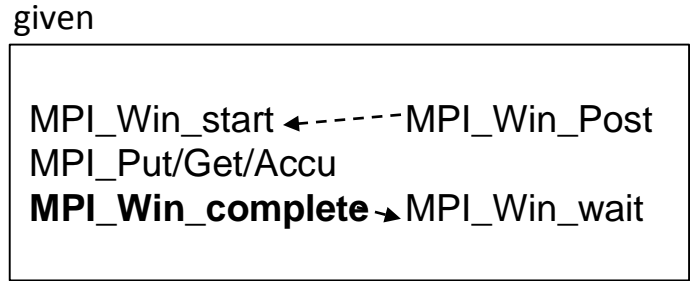 given
MPI_Win_start MPI_Win_Post
MPI_Put/Get/Accu
MPI_Win_complete MPI_Win_wait